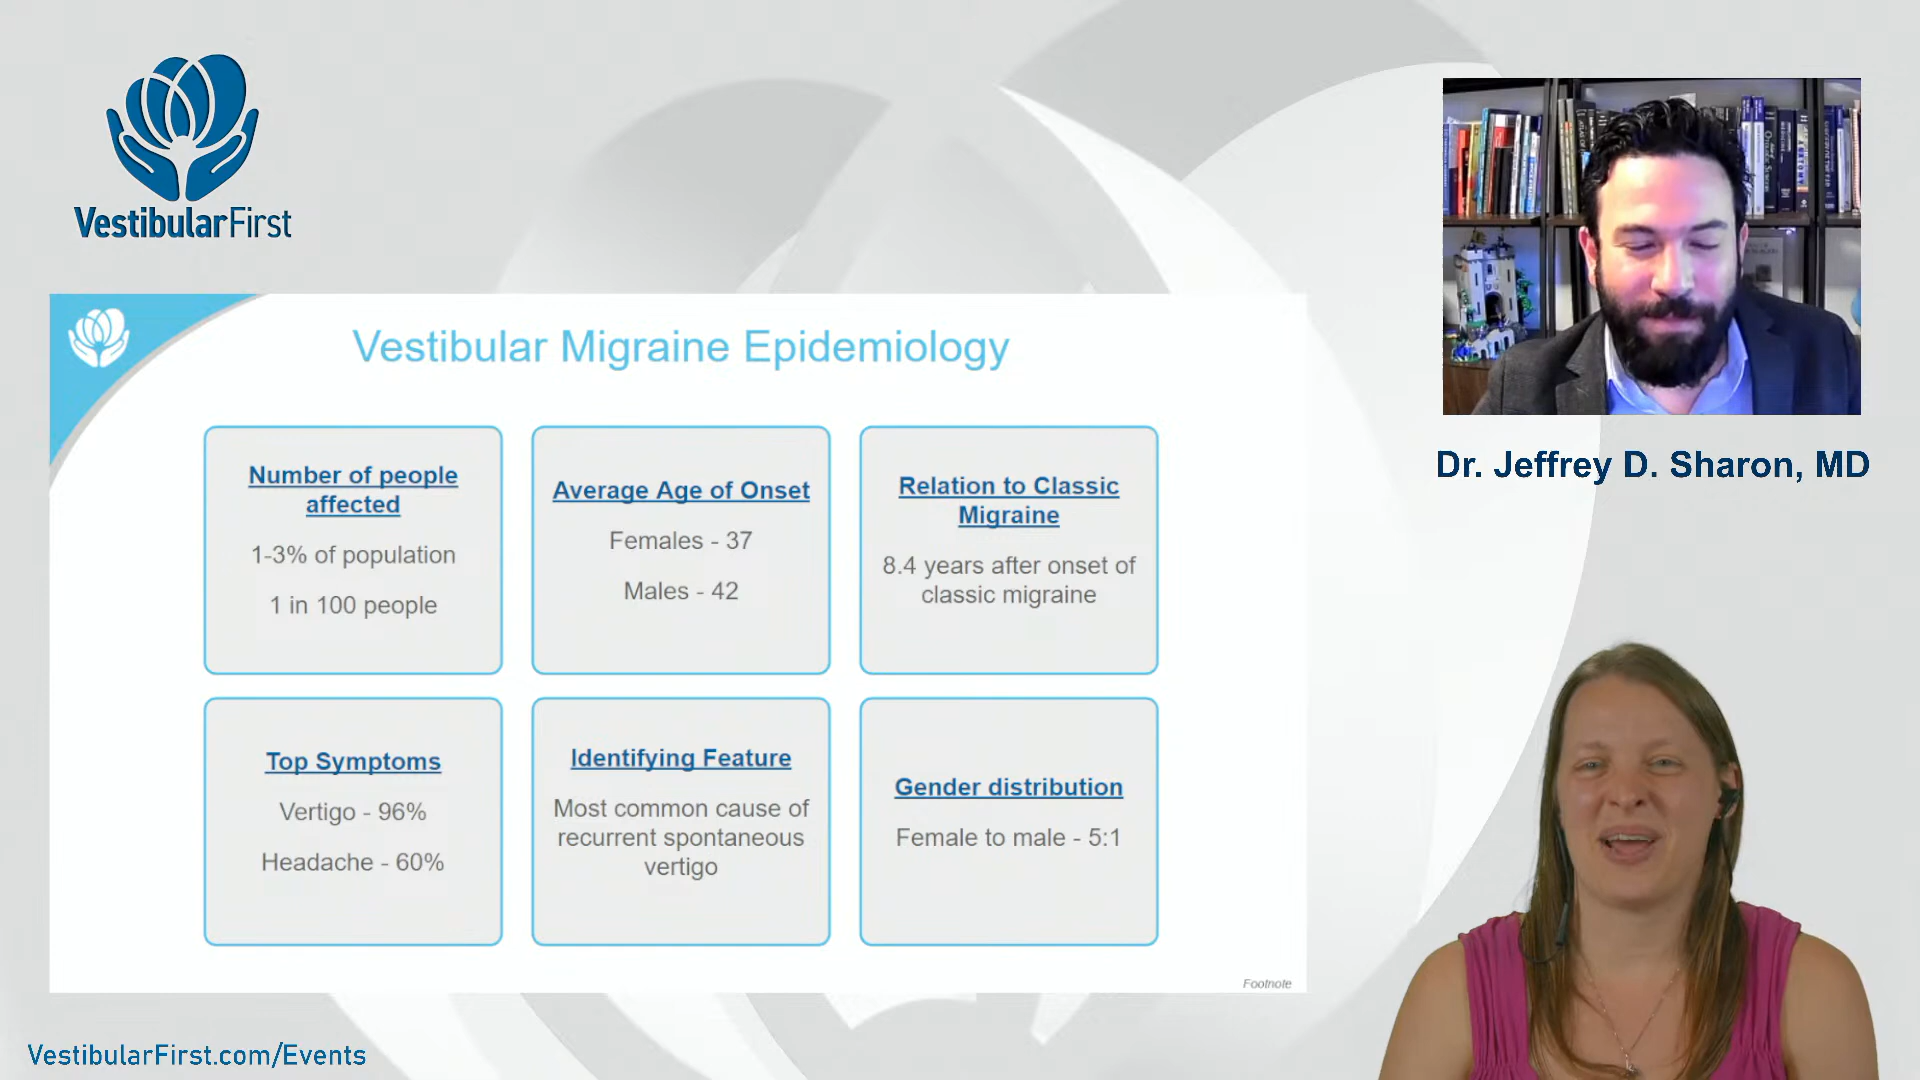 VestibularFirst
Vestibular Migraine Epidemiology
Number of people
affected
1-3% of population
1 in 100 people
Average Age of Onset
Females - 37
Males - 42
Relation to Classic
Migraine
8.4 years after onset of
classic migraine
Top Symptoms
Vertigo - 96%
Headache - 60%
Identifying Feature
Most common cause of
recurrent spontaneous
vertigo
Gender distribution
Female to male - 5:1
Footnote
Dr. Jeffrey D. Sharon, MD
VestibularFirst.com/Events